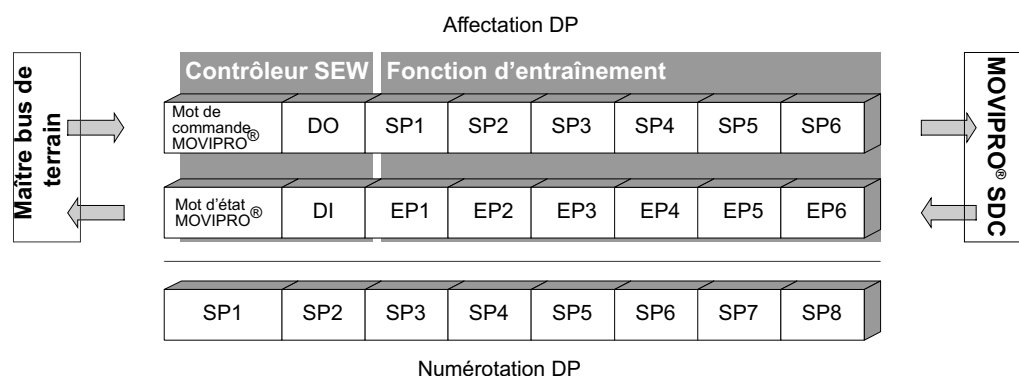 Affectation DP
Maître bus de
terrain
Contrôleur SEW
Fonction d'entraînement
MOVIPRO® SDC
Mot de
commande
MOVIPRO®
DO
SP1
SP2
SP3
SP4
SP5
SP6
Mot d'état
MOVIPRO®
DI
EP1
EP2
EP3
EP4
EP5
EP6
SP1
SP2
SP3
SP4
SP5
SP6
SP7
SP8
Numérotation DP